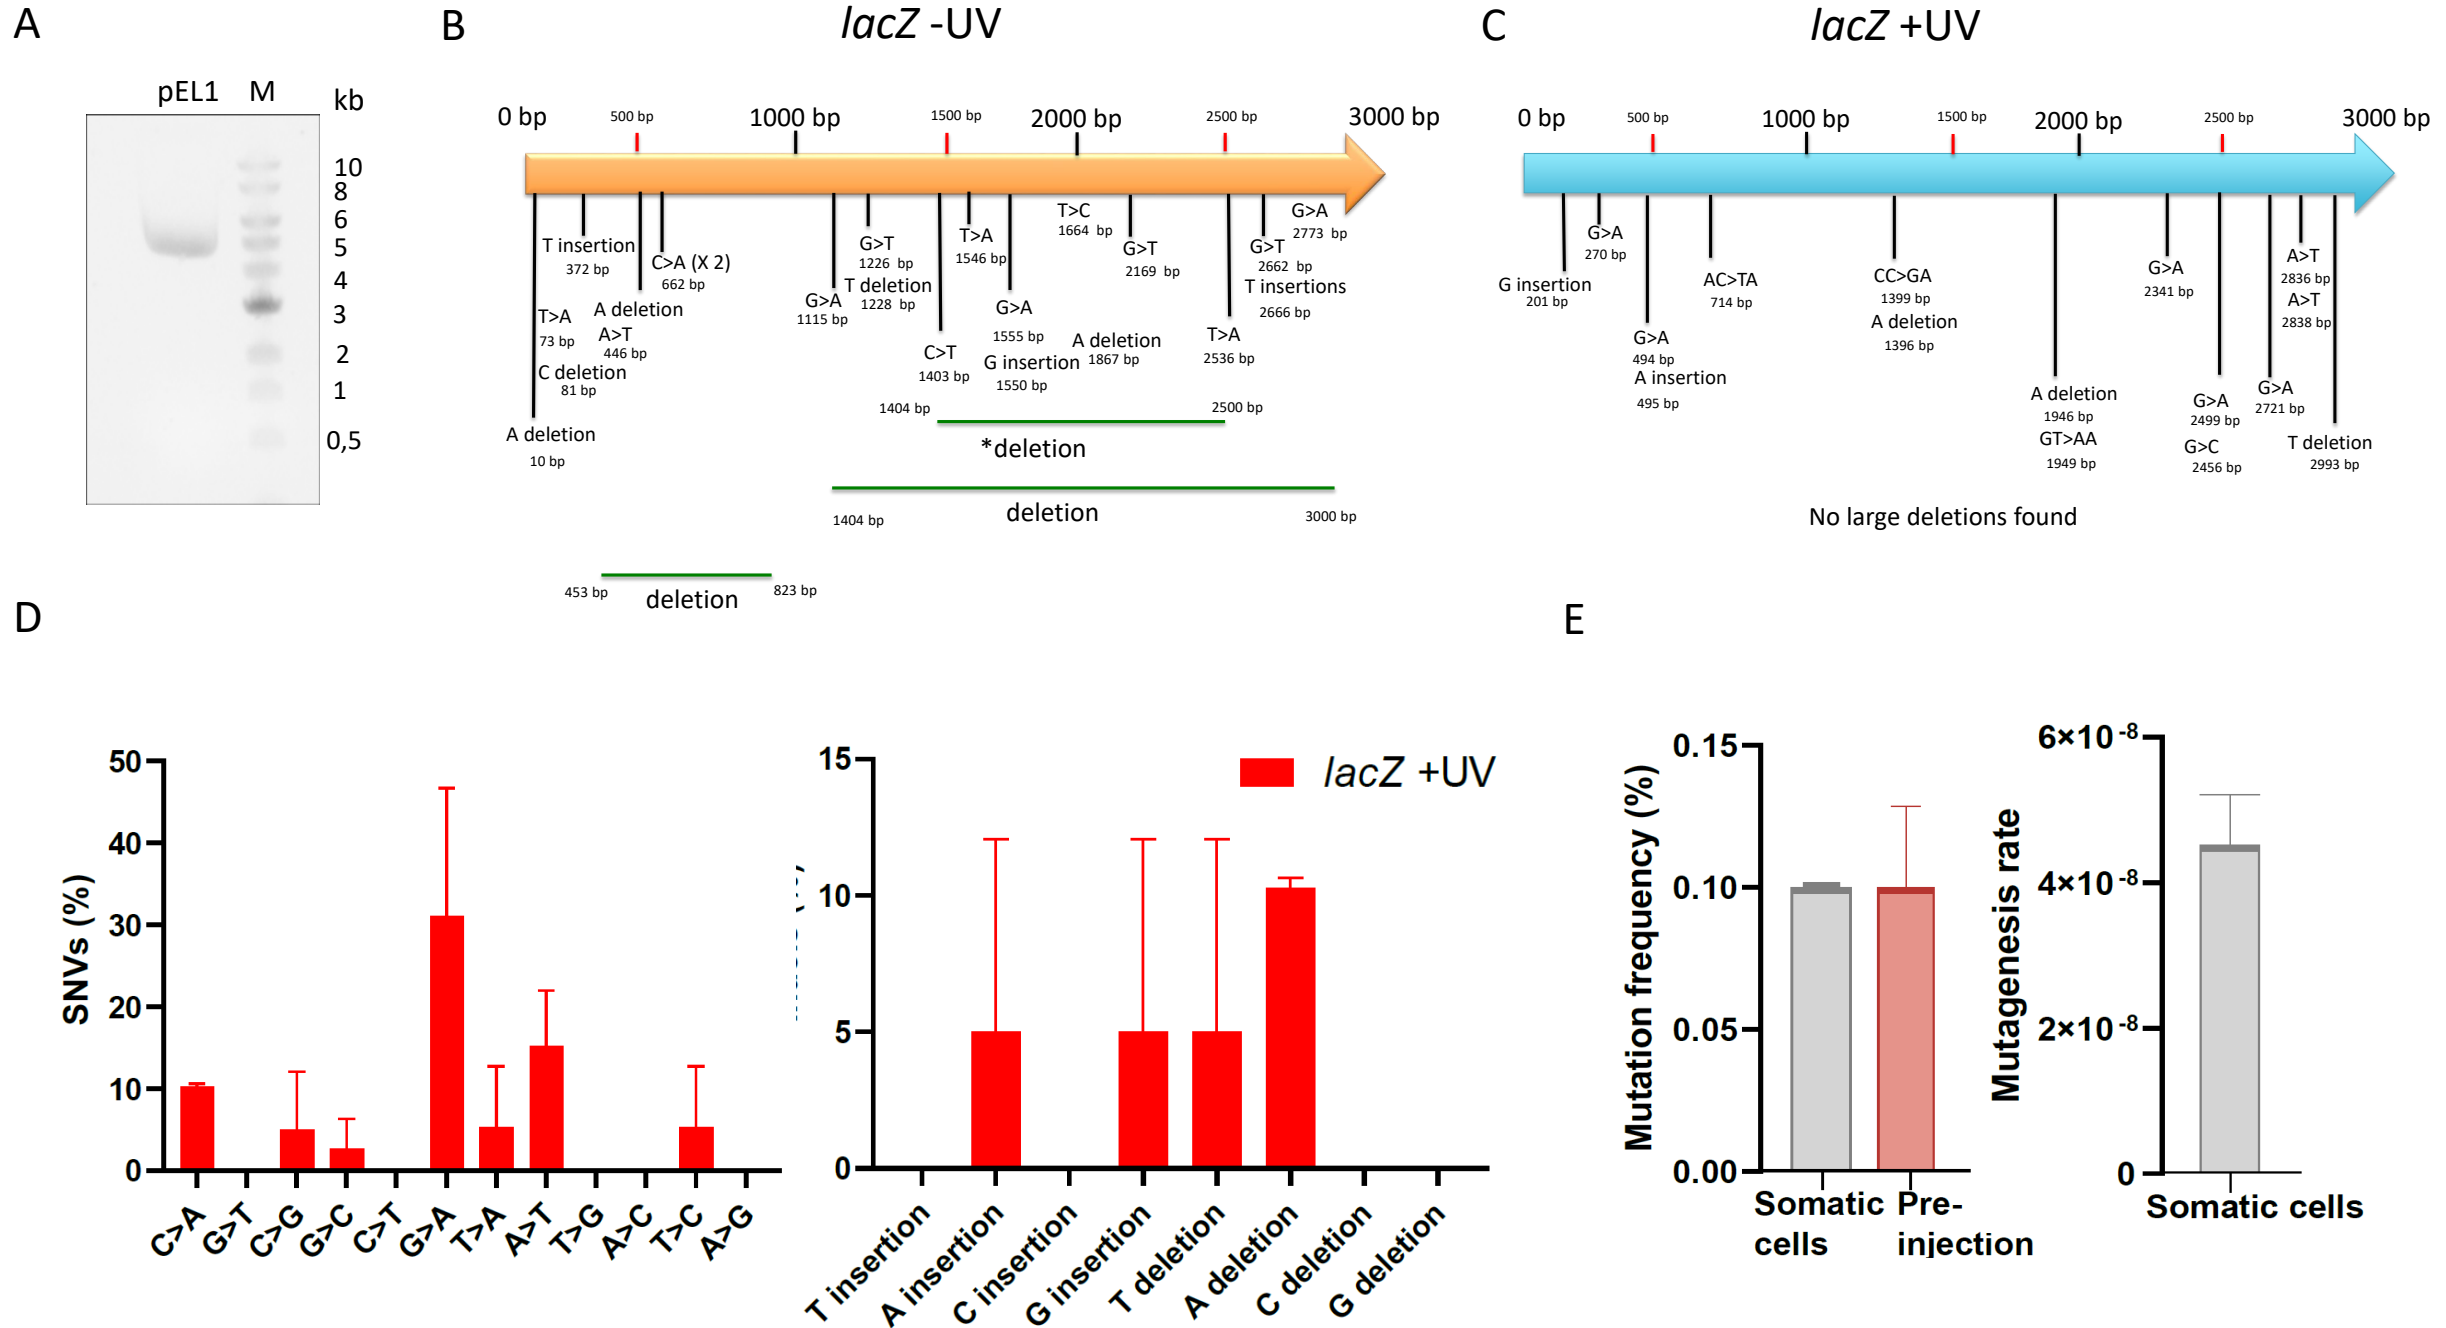 A
pEL1 M
kb
10
8
6
5
4
3
2
1
0,5
B
lacZ -UV
0 bp
500 bp
1000 bp
1500 bp
2000 bp
2500 bp
3000 bp
T insertion
372 bp
C>A (X 2)
662 bp
A deletion
A>T
446 bp
T>A
73 bp
C deletion
81 bp
A deletion
10 bp
G>T
1226 bp
T deletion
1228 bp
G>A
1115 bp
T>A
1546 bp
C>T
1403 bp
G>A
1555 bp
G insertion
1550 bp
T>C
1664 bp
G>T
2169 bp
A deletion
1867 bp
G>A
2773 bp
G>T
2662 bp
T insertions
2666 bp
T>A
2536 bp
1404 bp
2500 bp
*deletion
1404 bp
deletion
3000 bp
453 bp
deletion
823 bp
C
lacZ +UV
0 bp
500 bp
1000 bp
1500 bp
2000 bp
2500 bp
3000 bp
G insertion
201 bp
G>A
270 bp
G>A
494 bp
A insertion
495 bp
AC>TA
714 bp
CC>GA
1399 bp
A deletion
1396 bp
A deletion
1946 bp
GT>AA
1949 bp
G>A
2341 bp
G>A
2499 bp
G>C
2456 bp
G>A
2721 bp
A>T
2836 bp
A>T
2838 bp
T deletion
2993 bp
No large deletions found
D
SNVs (%)
50
40
30
20
10
0
C>A
G>T
C>G
G>C
C>T
G>A
T>A
A>T
T>G
A>C
T>C
A>G
15
10
5
0
lacZ +UV
T insertion
A insertion
C insertion
G insertion
T deletion
A deletion
C deletion
G deletion
E
Mutation frequency (%)
0.15
0.10
0.05
0.00
Somatic cells
Pre-injection
Mutagenesis rate
6×10-8
4×10-8
2×10-8
0
Somatic cells